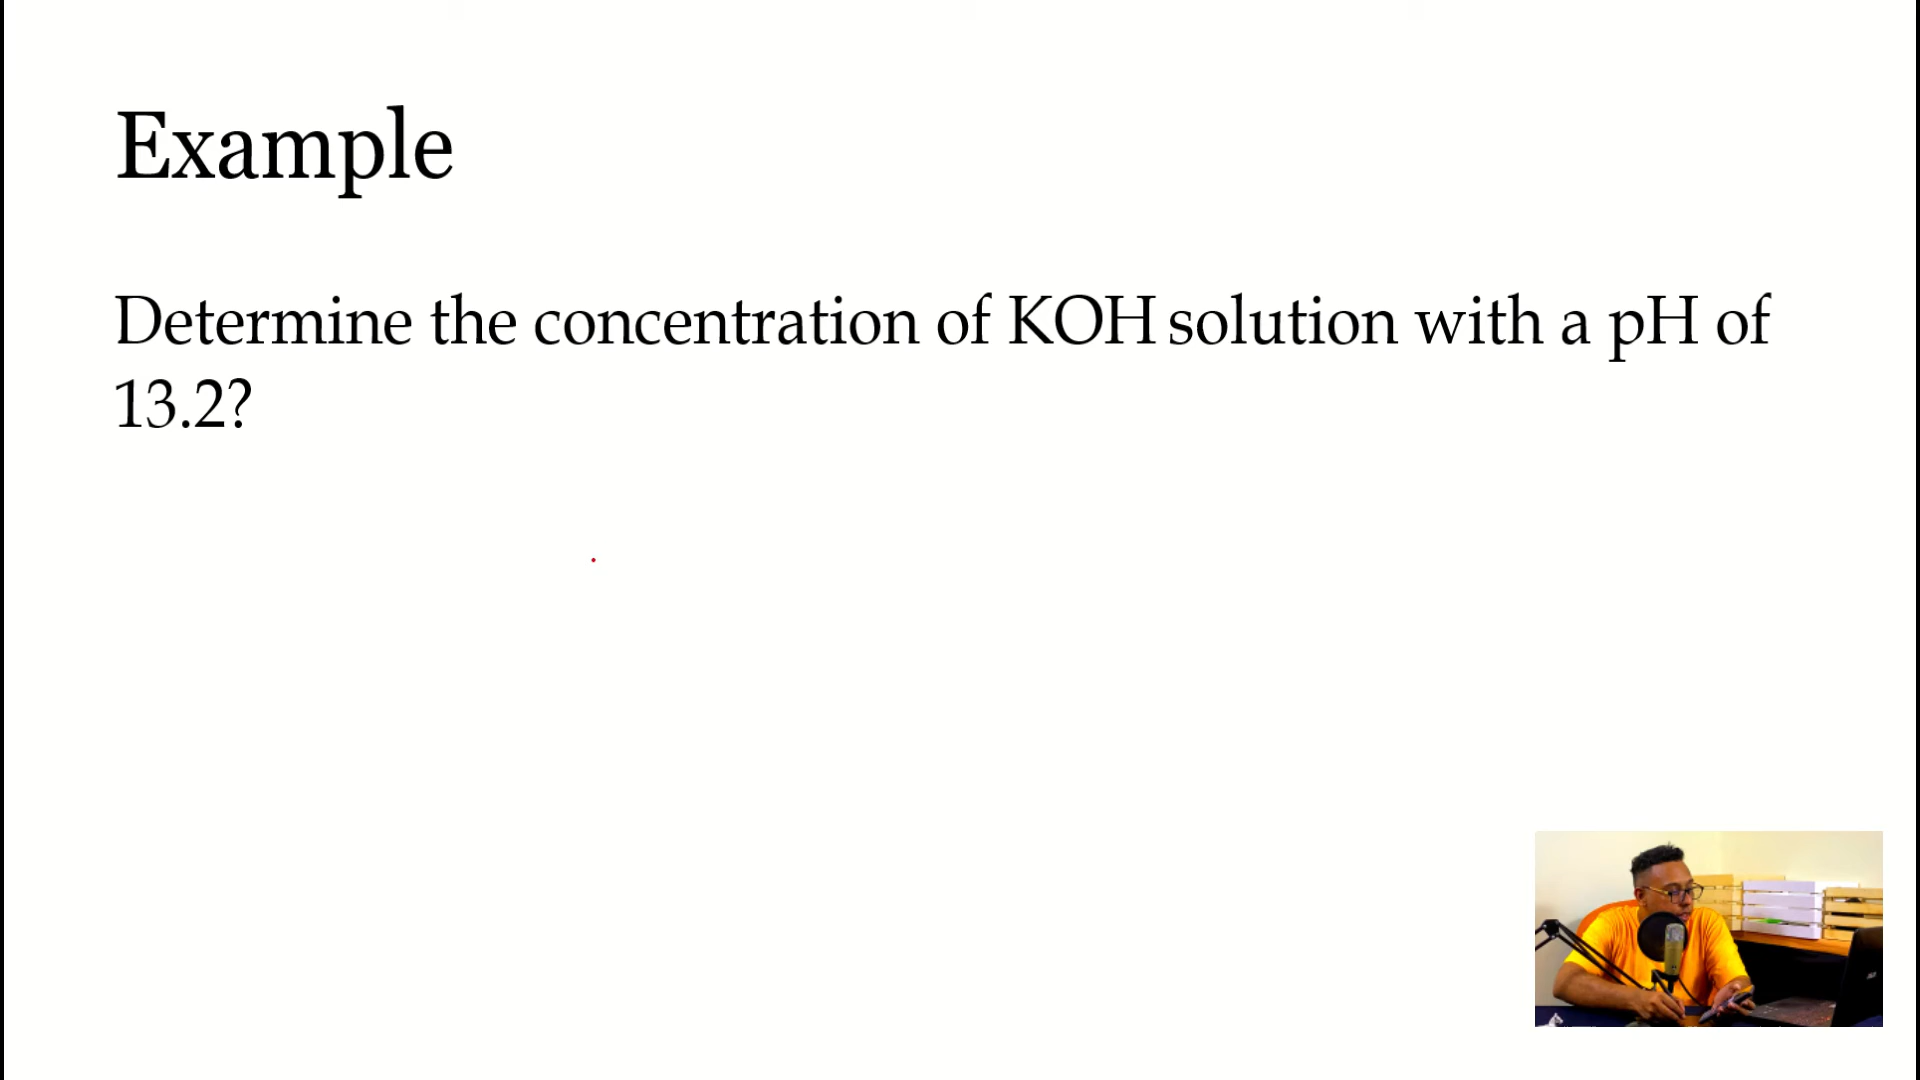 Example
Determine the concentration of KOH solution with a pH of
13.2?